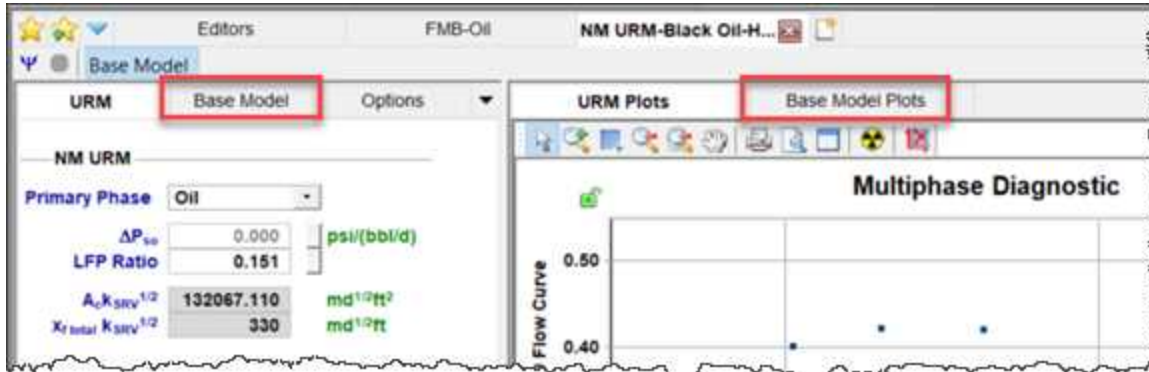 Editors FMB-Oil NM URM-Black Oil-H...
Ψ Base Model
URM Base Model Options URM Plots Base Model Plots
NM URM
Multiphase Diagnostic
Primary Phase Oil
ΔPso 0.000 psi/(bbl/d)
LFP Ratio 0.151
0.50
Flow Curve
AckSRV1/2 132067.110 md1/2ft2
xf total kSRV1/2 330 md1/2ft
0.40